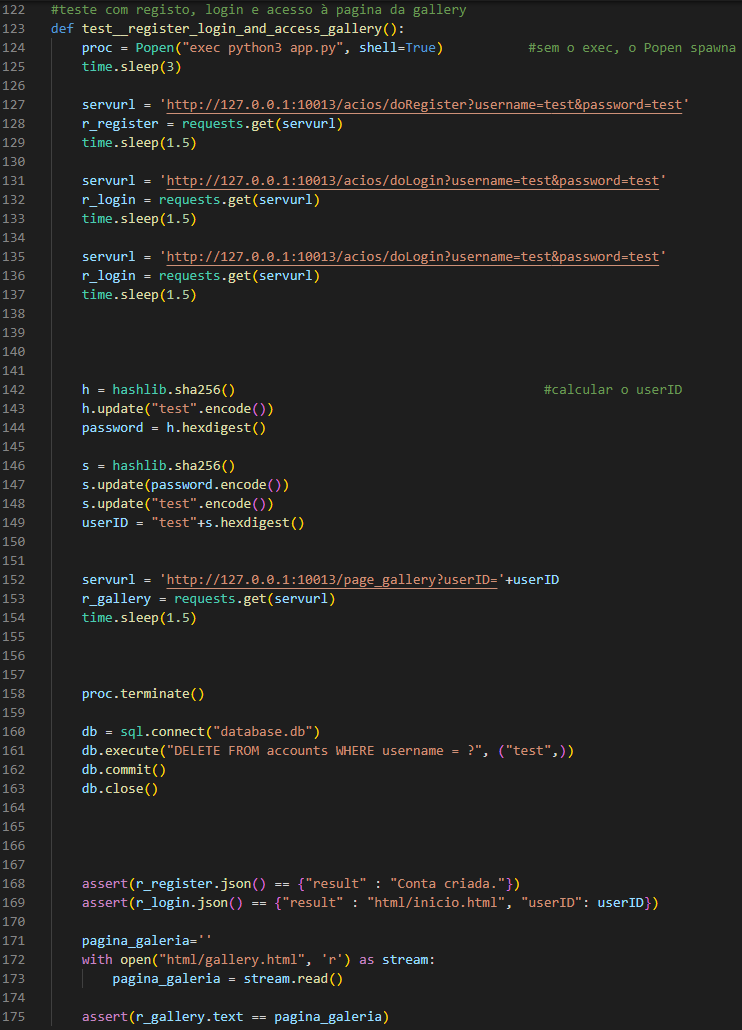 122 #teste com registo, login e acesso à pagina da gallery
123 def test__register_login_and_access_gallery():
124     proc = Popen("exec python3 app.py", shell=True)           #sem o exec, o Popen spawna
125     time.sleep(3)
126
127     servurl = 'http://127.0.0.1:10013/acios/doRegister?username=test&password=test'
128     r_register = requests.get(servurl)
129     time.sleep(1.5)
130
131     servurl = 'http://127.0.0.1:10013/acios/doLogin?username=test&password=test'
132     r_login = requests.get(servurl)
133     time.sleep(1.5)
134
135     servurl = 'http://127.0.0.1:10013/acios/doLogin?username=test&password=test'
136     r_login = requests.get(servurl)
137     time.sleep(1.5)
138
139
140
141
142     h = hashlib.sha256()                                        #calcular o userID
143     h.update("test".encode())
144     password = h.hexdigest()
145
146     s = hashlib.sha256()
147     s.update(password.encode())
148     s.update("test".encode())
149     userID = "test"+s.hexdigest()
150
151
152     servurl = 'http://127.0.0.1:10013/page_gallery?userID='+userID
153     r_gallery = requests.get(servurl)
154     time.sleep(1.5)
155
156
157
158     proc.terminate()
159
160     db = sql.connect("database.db")
161     db.execute("DELETE FROM accounts WHERE username = ?", ("test",))
162     db.commit()
163     db.close()
164
165
166
167
168     assert(r_register.json() == {"result" : "Conta criada."})
169     assert(r_login.json() == {"result" : "html/inicio.html", "userID": userID})
170
171     pagina_galeria=''
172     with open("html/gallery.html", 'r') as stream:
173         pagina_galeria = stream.read()
174
175     assert(r_gallery.text == pagina_galeria)